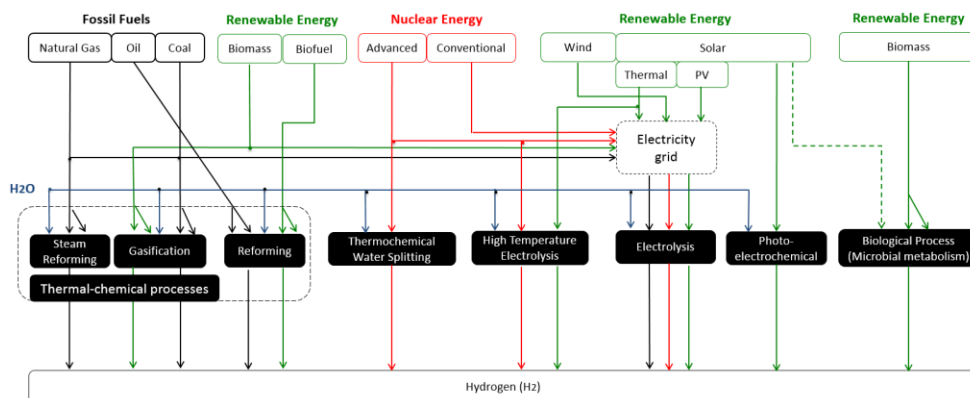 Fossil Fuels
Renewable Energy
Nuclear Energy
Renewable Energy
Renewable Energy
Natural Gas
Oil
Coal
Biomass
Biofuel
Advanced
Conventional
Wind
Solar
Biomass
Thermal
PV
Electricity
grid
H2O
Steam
Reforming
Gasification
Reforming
Thermochemical
Water Splitting
High Temperature
Electrolysis
Electrolysis
Photo-
electrochemical
Biological Process
(Microbial metabolism)
Thermal-chemical processes
Hydrogen (H2)